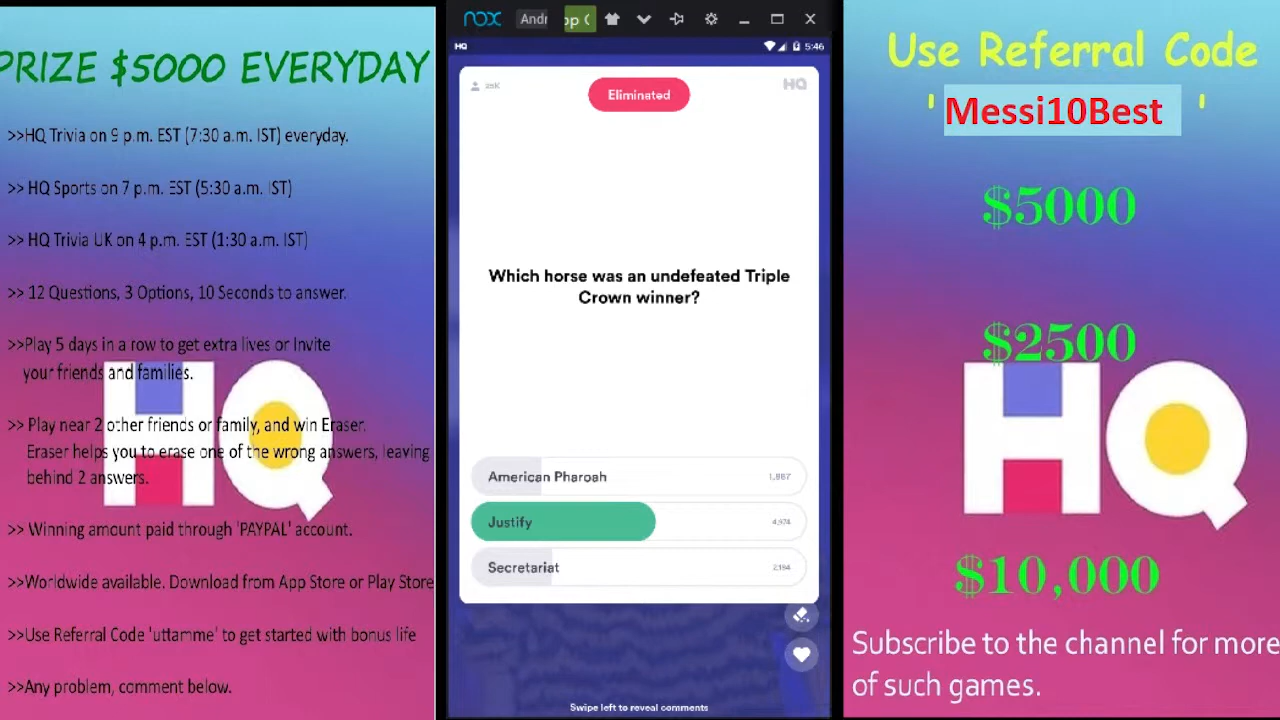 PRIZE $5000 EVERYDAY
>>HQ Trivia on 9 p.m. EST (7:30 a.m. IST) everyday.
>> HQ Sports on 7 p.m. EST (5:30 a.m. IST)
>> HQ Trivia UK on 4 p.m. EST (1:30 a.m. IST)
>> 12 Questions, 3 Options, 10 Seconds to answer.
>>Play 5 days in a row to get extra lives or Invite
your friends and families.
>> Play near 2 other friends or family, and win Eraser.
Eraser helps you to erase one of the wrong answers, leaving
behind 2 answers.
>> Winning amount paid through 'PAYPAL' account.
>>Worldwide available. Download from App Store or Play Store
>>Use Referral Code 'uttamme' to get started with bonus life
>>Any problem, comment below.
HQ
nox
Andr
HQ
5:46
Eliminated
HQ
Which horse was an undefeated Triple
Crown winner?
American Pharoah
Justify
4,974
Secretariat
Swipe left to reveal comments
Use Referral Code
' Messi10Best '
$5000
$2500
HQ
$10,000
Subscribe to the channel for more
of such games.